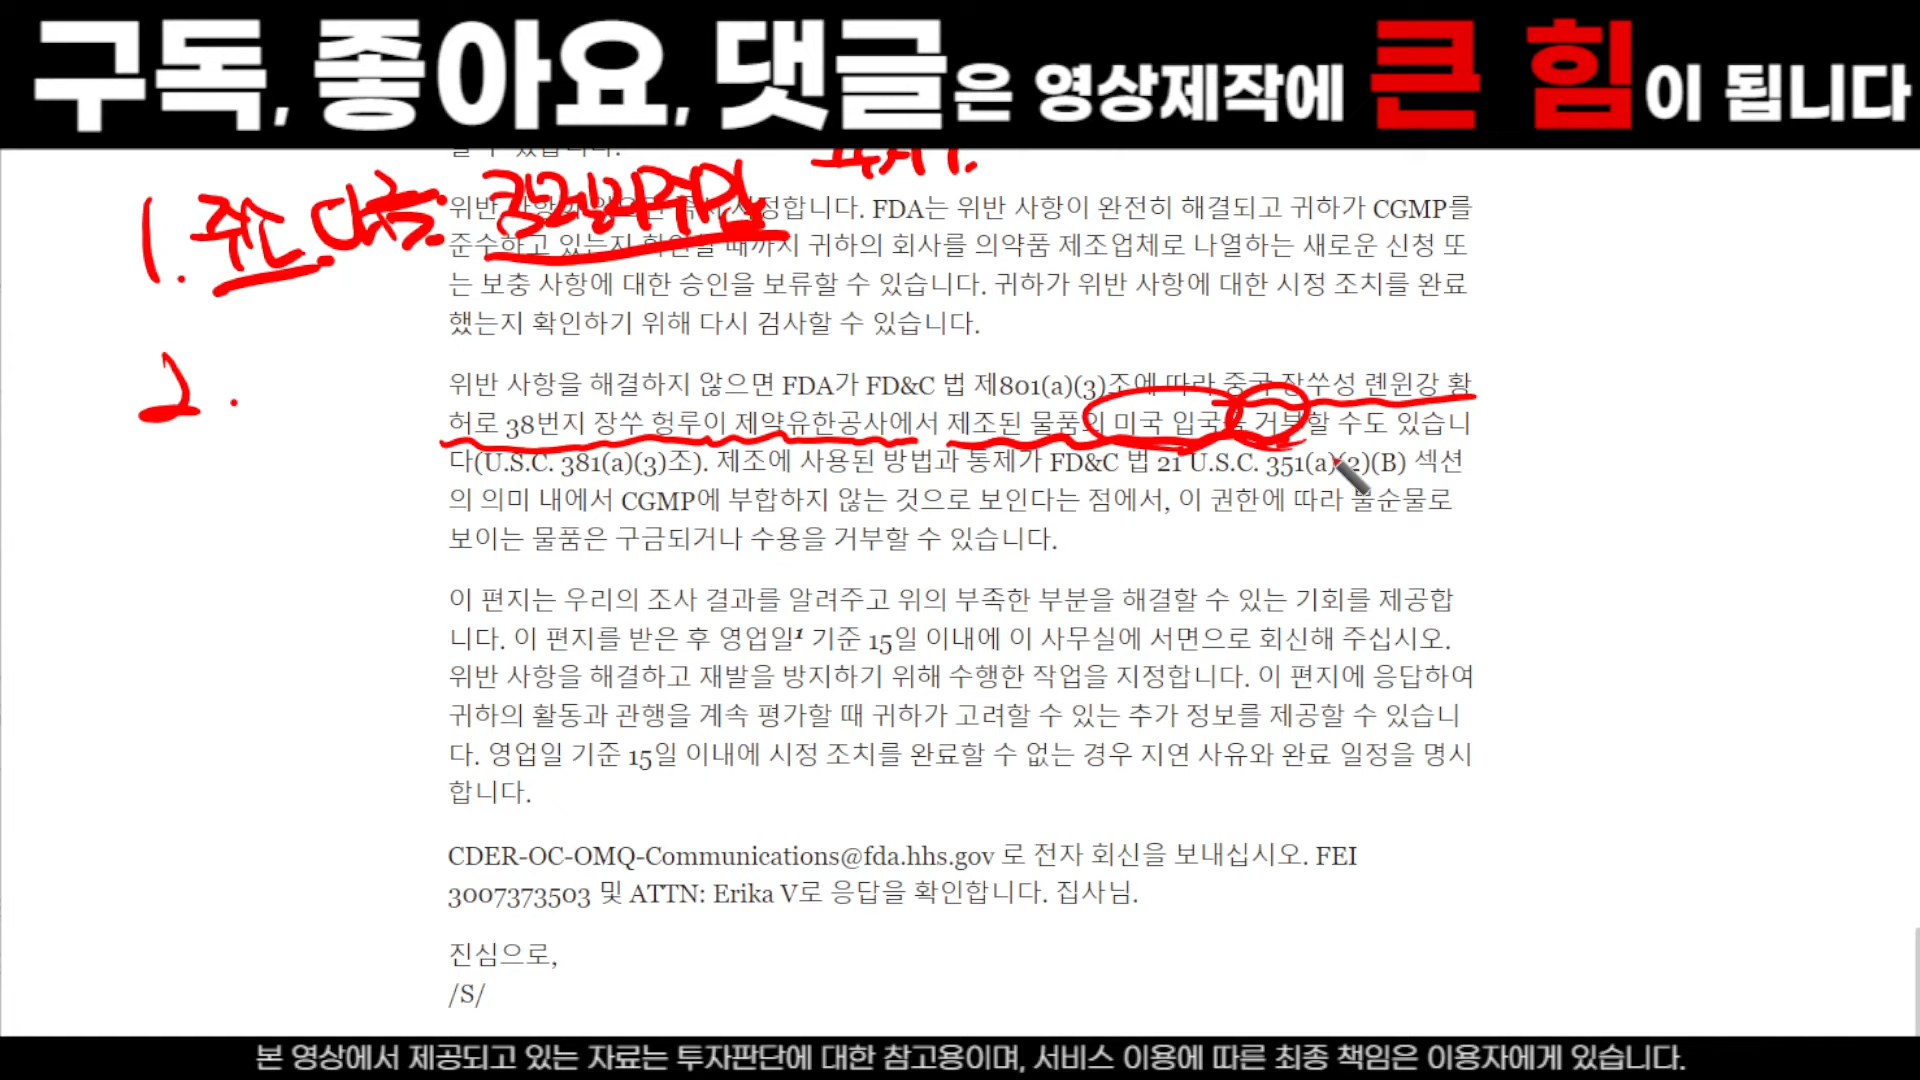 구독, 좋아요, 댓글은 영상제작에 큰 힘이 됩니다
1. 주드
위반 정합니다. FDA는 위반 사항이 완전히 해결되고 귀하가 CGMP를
준수하고 있는지 확인할 때까지 귀하의 회사를 의약품 제조업체로 나열하는 새로운 신청 또
는 보충 사항에 대한 승인을 보류할 수 있습니다. 귀하가 위반 사항에 대한 시정 조치를 완료
했는지 확인하기 위해 다시 검사할 수 있습니다.
2.
위반 사항을 해결하지 않으면 FDA가 FD&C 법 제801(a)(3)조에 따라 중국 장쑤성 롄윈강 황
허로 38번지 장쑤 헝루이 제약유한공사에서 제조된 물품의 미국 입국을 거부할 수도 있습니
다(U.S.C. 381(a)(3)조). 제조에 사용된 방법과 통제가 FD&C 법 21 U.S.C. 351(a)(2)(B) 섹션
의 의미 내에서 CGMP에 부합하지 않는 것으로 보인다는 점에서, 이 권한에 따라 불순물로
보이는 물품은 구금되거나 수용을 거부할 수 있습니다.
이 편지는 우리의 조사 결과를 알려주고 위의 부족한 부분을 해결할 수 있는 기회를 제공합
니다. 이 편지를 받은 후 영업일¹ 기준 15일 이내에 이 사무실에 서면으로 회신해 주십시오.
위반 사항을 해결하고 재발을 방지하기 위해 수행한 작업을 지정합니다. 이 편지에 응답하여
귀하의 활동과 관행을 계속 평가할 때 귀하가 고려할 수 있는 추가 정보를 제공할 수 있습니
다. 영업일 기준 15일 이내에 시정 조치를 완료할 수 없는 경우 지연 사유와 완료 일정을 명시
합니다.
CDER-OC-OMQ-Communications@fda.hhs.gov 로 전자 회신을 보내십시오. FEI
3007373503 및 ATTN: Erika V로 응답을 확인합니다. 집사님.
진심으로,
/S/
본 영상에서 제공되고 있는 자료는 투자판단에 대한 참고용이며, 서비스 이용에 따른 최종 책임은 이용자에게 있습니다.